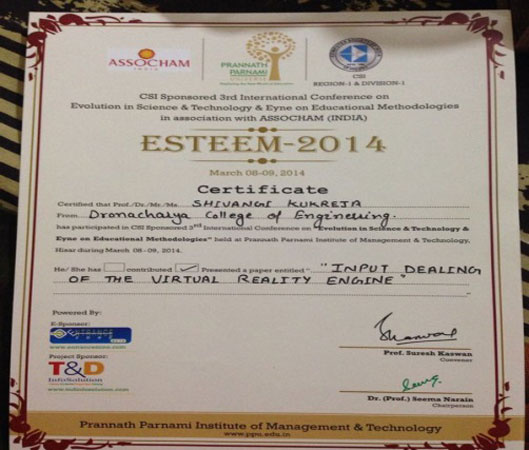 ASSOCHAM
INDIA
PRANNATH
PARNAMI
UNIVERSE
CSI
REGION-1 & DIVISION-1
CSI Sponsored 3rd International Conference on
Evolution in Science & Technology & Eyne on Educational Methodologies
in association with ASSOCHAM (INDIA)
ESTEEM-2014
March 08-09, 2014
Certificate
Certified that Prof./Dr./Mr./Ms. SHIVANGI KUKREJA
From Dronacharya College of Engineering.
has participated in CSI Sponsored 3rd International Conference on "Evolution in Science & Technology &
Eyne on Educational Methodologies" held at Prannath Parnami Institute of Management & Technology,
Hisar during March 08-09, 2014.
He/She has contributed Presented a paper entitled "INPUT DEALING
OF THE VIRTUAL REALITY ENGINE"
Powered By:
E-Sponsor:
Project Sponsor:
T&D
InfoSolution
Prof. Suresh Kaswan
Convener
Dr. (Prof.) Seema Narain
Chairperson
Prannath Parnami Institute of Management & Technology
www.ppu.edu.in